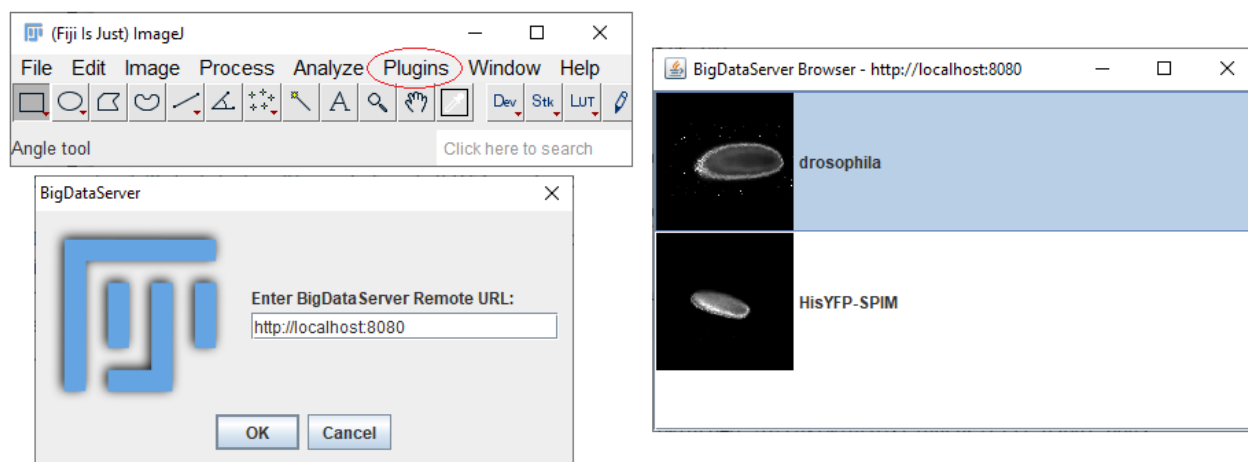 (Fiji Is Just) ImageJ
File Edit Image Process Analyze Plugins Window Help
A Dev Stk LUT
Angle tool Click here to search
BigDataServer
Enter BigDataServer Remote URL:
http://localhost:8080
OK Cancel
BigDataServer Browser - http://localhost:8080
drosophila
HisYFP-SPIM